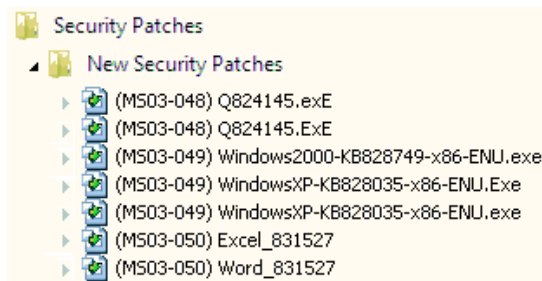 Security Patches
New Security Patches
(MS03-048) Q824145.exE
(MS03-048) Q824145.ExE
(MS03-049) Windows2000-KB828749-x86-ENU.exe
(MS03-049) WindowsXP-KB828035-x86-ENU.Exe
(MS03-049) WindowsXP-KB828035-x86-ENU.exe
(MS03-050) Excel_831527
(MS03-050) Word_831527